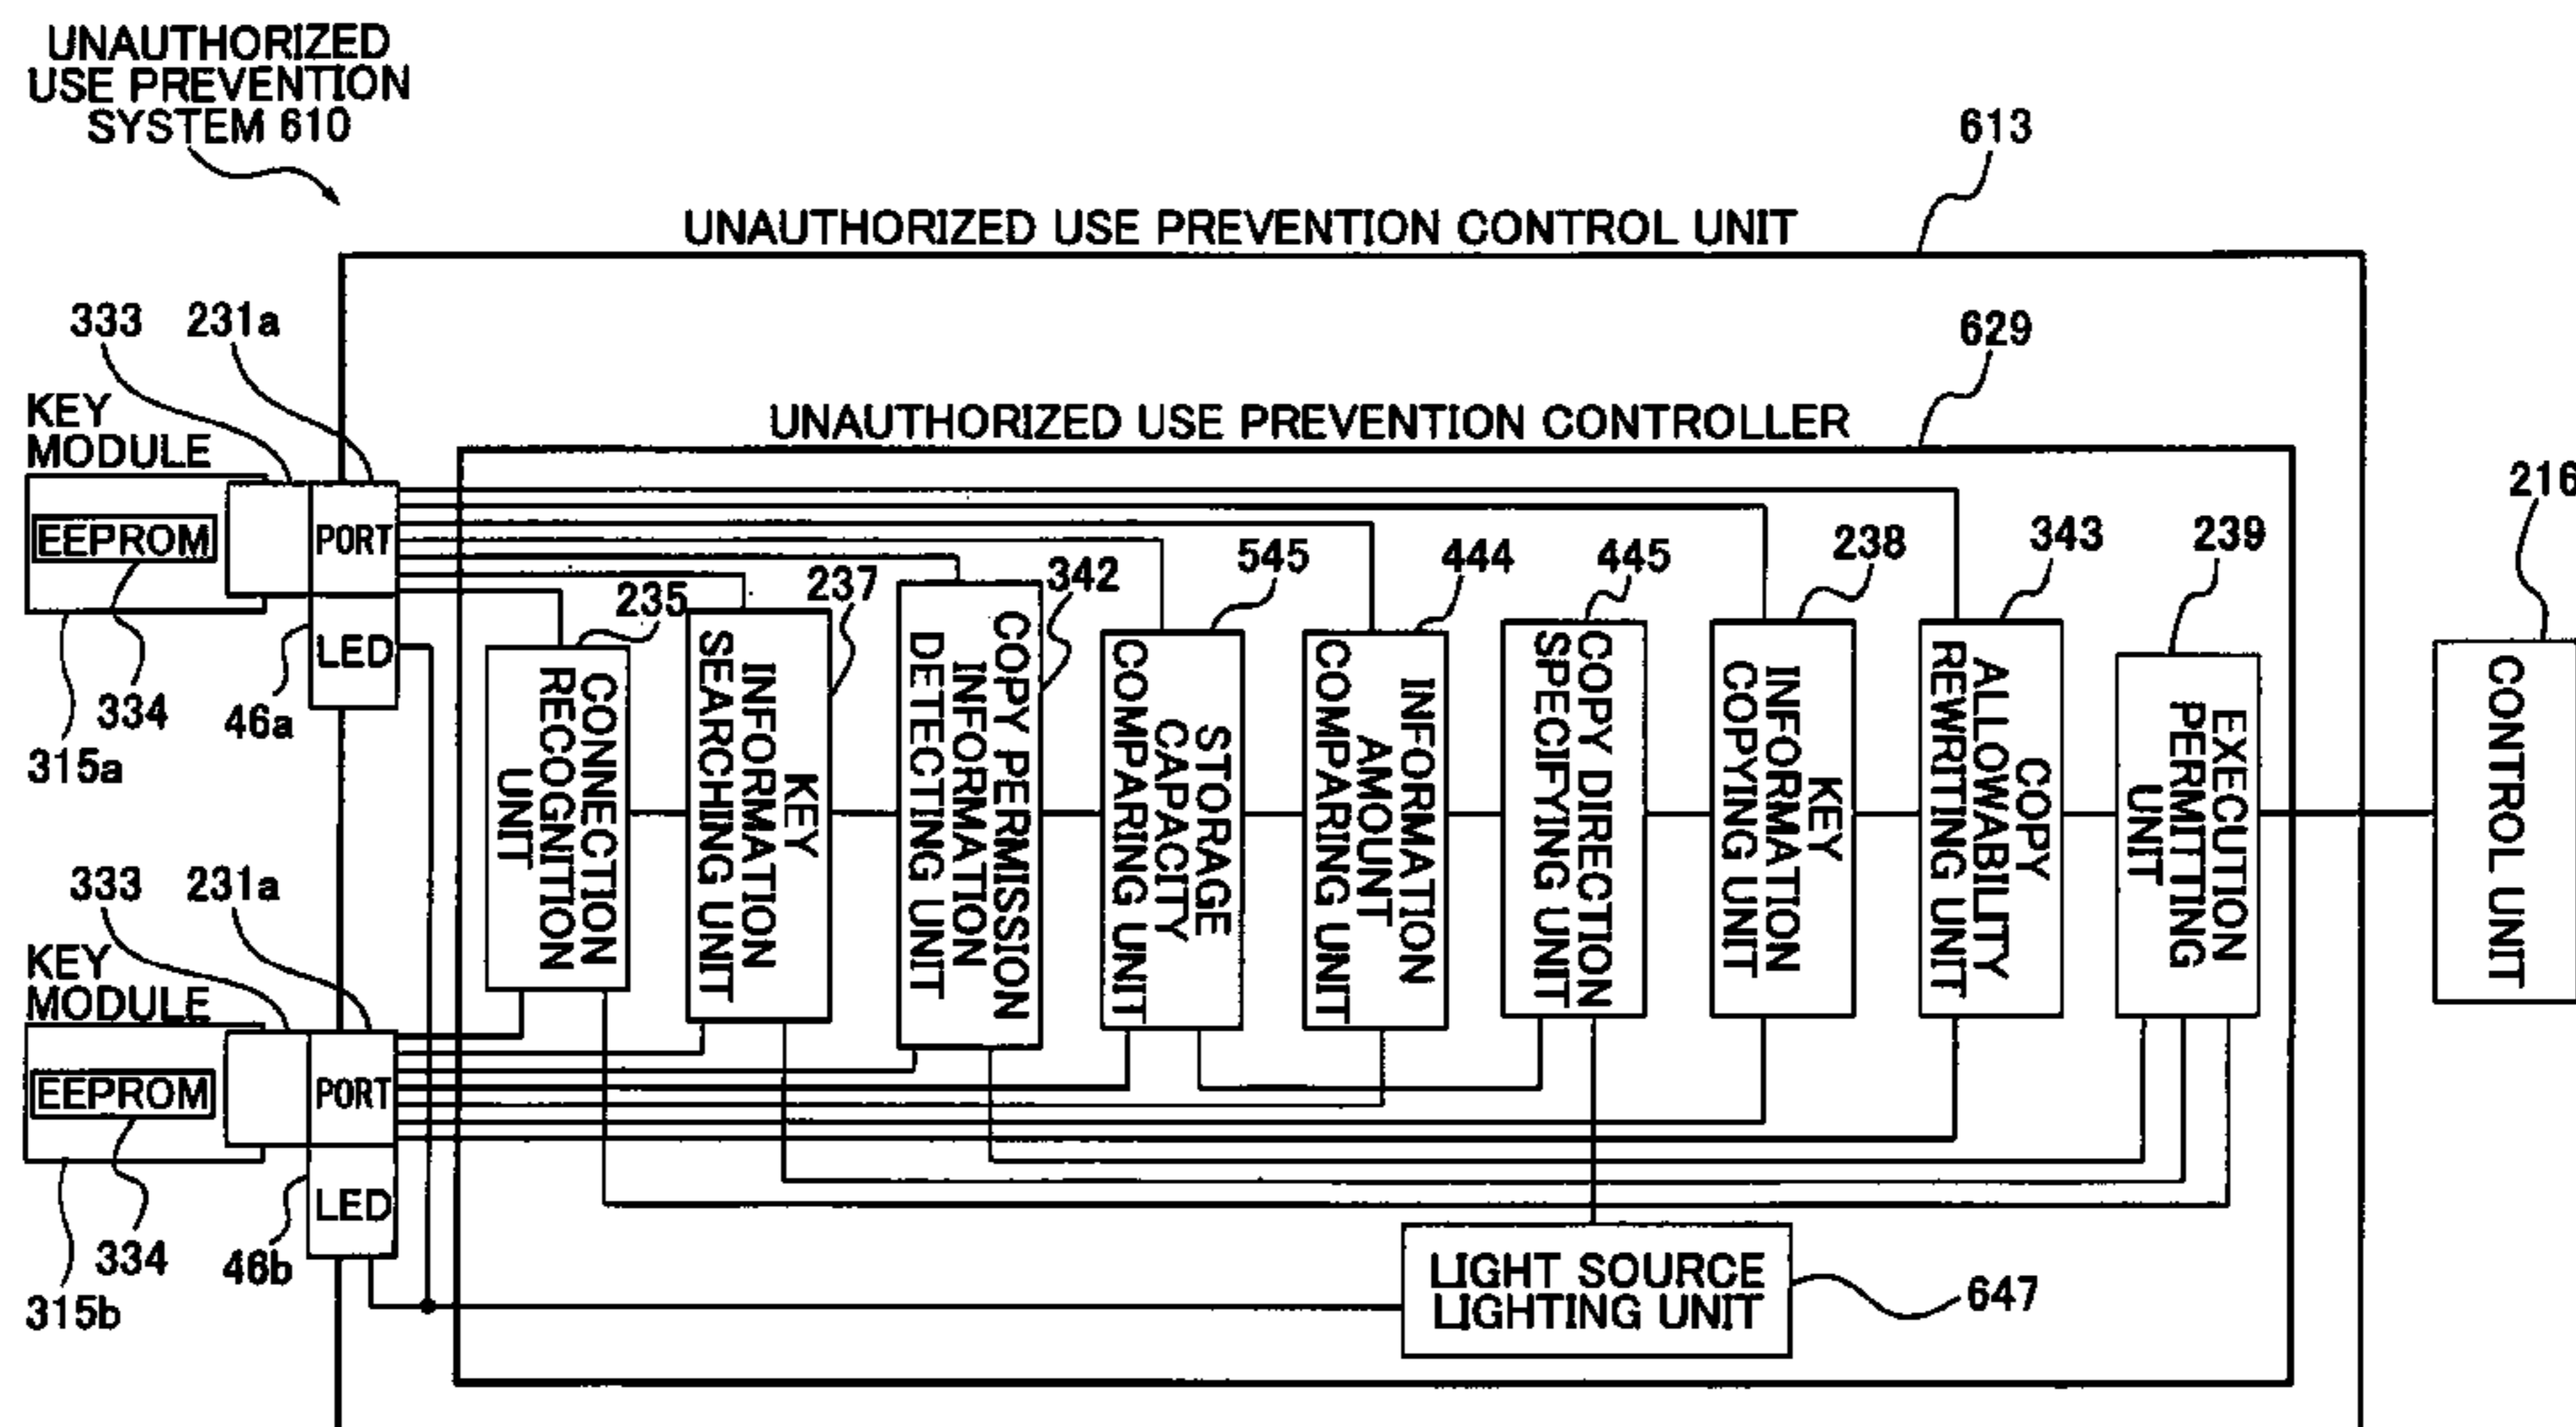 UNAUTHORIZED
USE PREVENTION
SYSTEM 610
613
UNAUTHORIZED USE PREVENTION CONTROL UNIT
333
231a
629
KEY
MODULE
UNAUTHORIZED USE PREVENTION CONTROLLER
216
EEPROM
PORT
LED
334
46a
315a
235
237
342
545
444
445
238
343
239
CONNECTION
RECOGNITION
UNIT
KEY
INFORMATION
SEARCHING UNIT
COPY PERMISSION
INFORMATION
DETECTING UNIT
STORAGE
CAPACITY
COMPARING UNIT
INFORMATION
AMOUNT
COMPARING UNIT
COPY DIRECTION
SPECIFYING UNIT
KEY
INFORMATION
COPYING UNIT
COPY
ALLOWABILITY
REWRITING UNIT
EXECUTION
PERMITTING
UNIT
CONTROL UNIT
333
231a
KEY
MODULE
EEPROM
PORT
LED
334
46b
315b
LIGHT SOURCE
LIGHTING UNIT
647